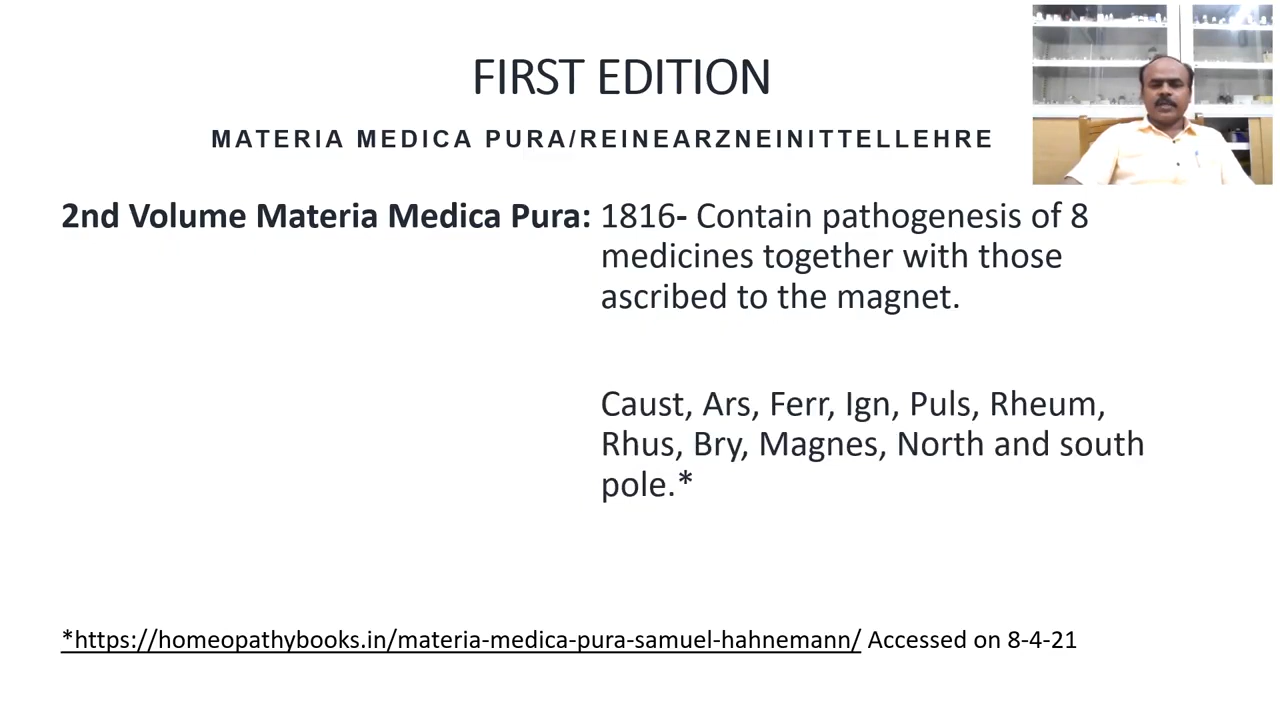 FIRST EDITION
MATERIA MEDICA PURA/REINEARZNEINITTELLEHRE
2nd Volume Materia Medica Pura: 1816- Contain pathogenesis of 8
medicines together with those
ascribed to the magnet.
Caust, Ars, Ferr, Ign, Puls, Rheum,
Rhus, Bry, Magnes, North and south
pole.*
*https://homeopathybooks.in/materia-medica-pura-samuel-hahnemann/ Accessed on 8-4-21